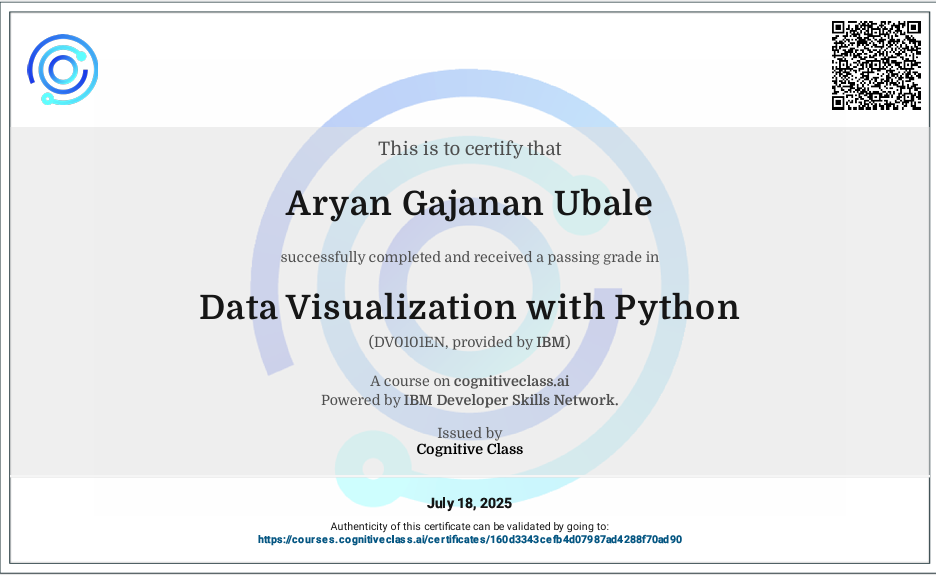 This is to certify that
Aryan Gajanan Ubale
successfully completed and received a passing grade in
Data Visualization with Python
(DV0101EN, provided by IBM)
A course on cognitiveclass.ai
Powered by IBM Developer Skills Network.
Issued by
Cognitive Class
July 18, 2025
Authenticity of this certificate can be validated by going to:
https://courses.cognitiveclass.ai/certificates/160d3343cefb4d07987ad4288f70ad90